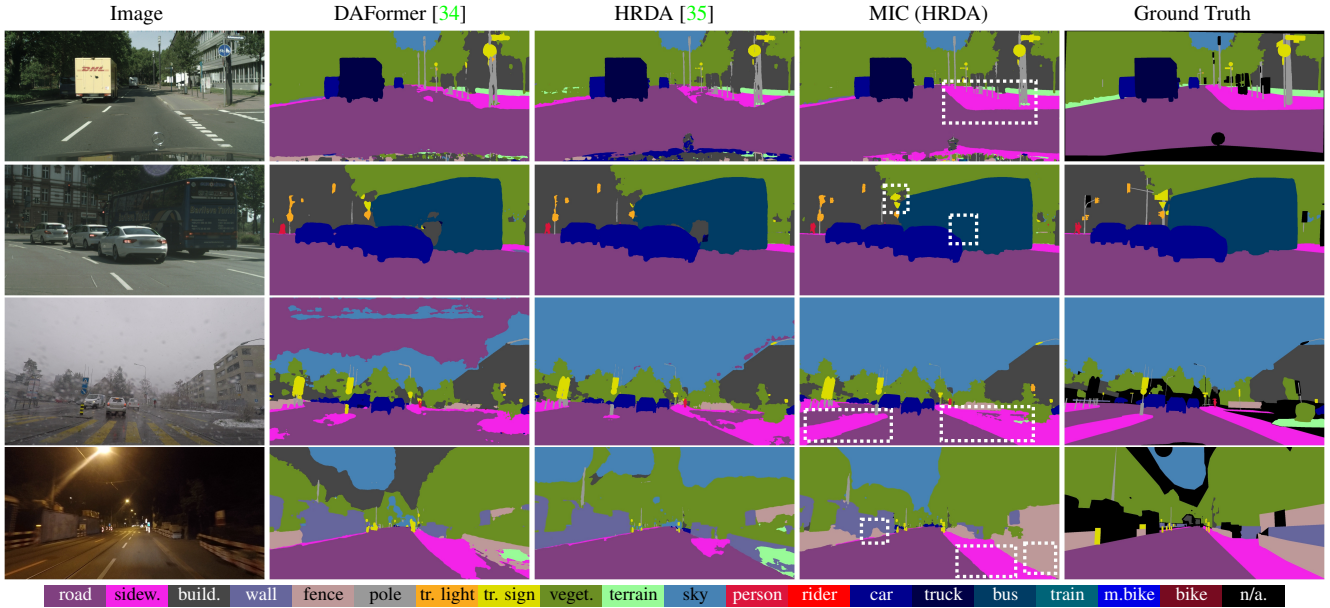 Image DAFormer [34] HRDA [35] MIC (HRDA) Ground Truth
road sidew. build. wall fence pole tr. light tr. sign veget. terrain sky person rider car truck bus train m.bike bike n/a.